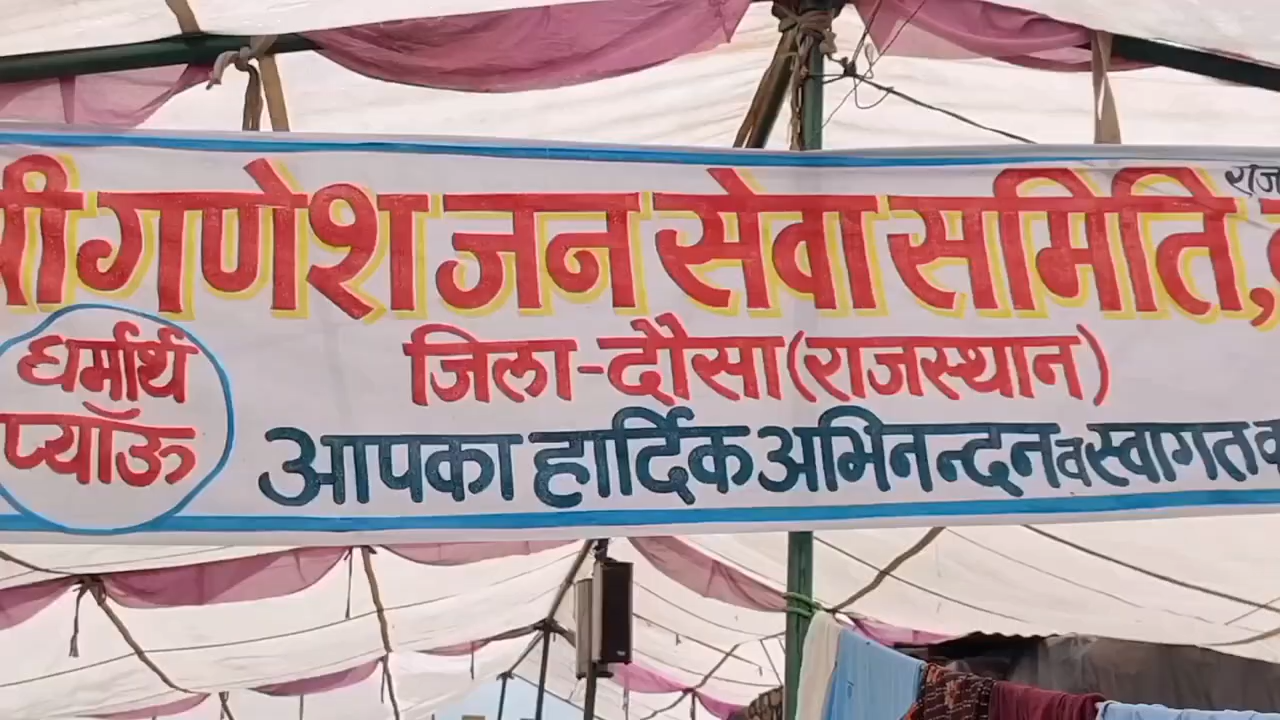 श्री गणेश जन सेवा समिति,
जिला-दौसा (राजस्थान)
धर्मार्थ
प्यॉऊ
आपका हार्दिक अभिनन्दन व स्वागत